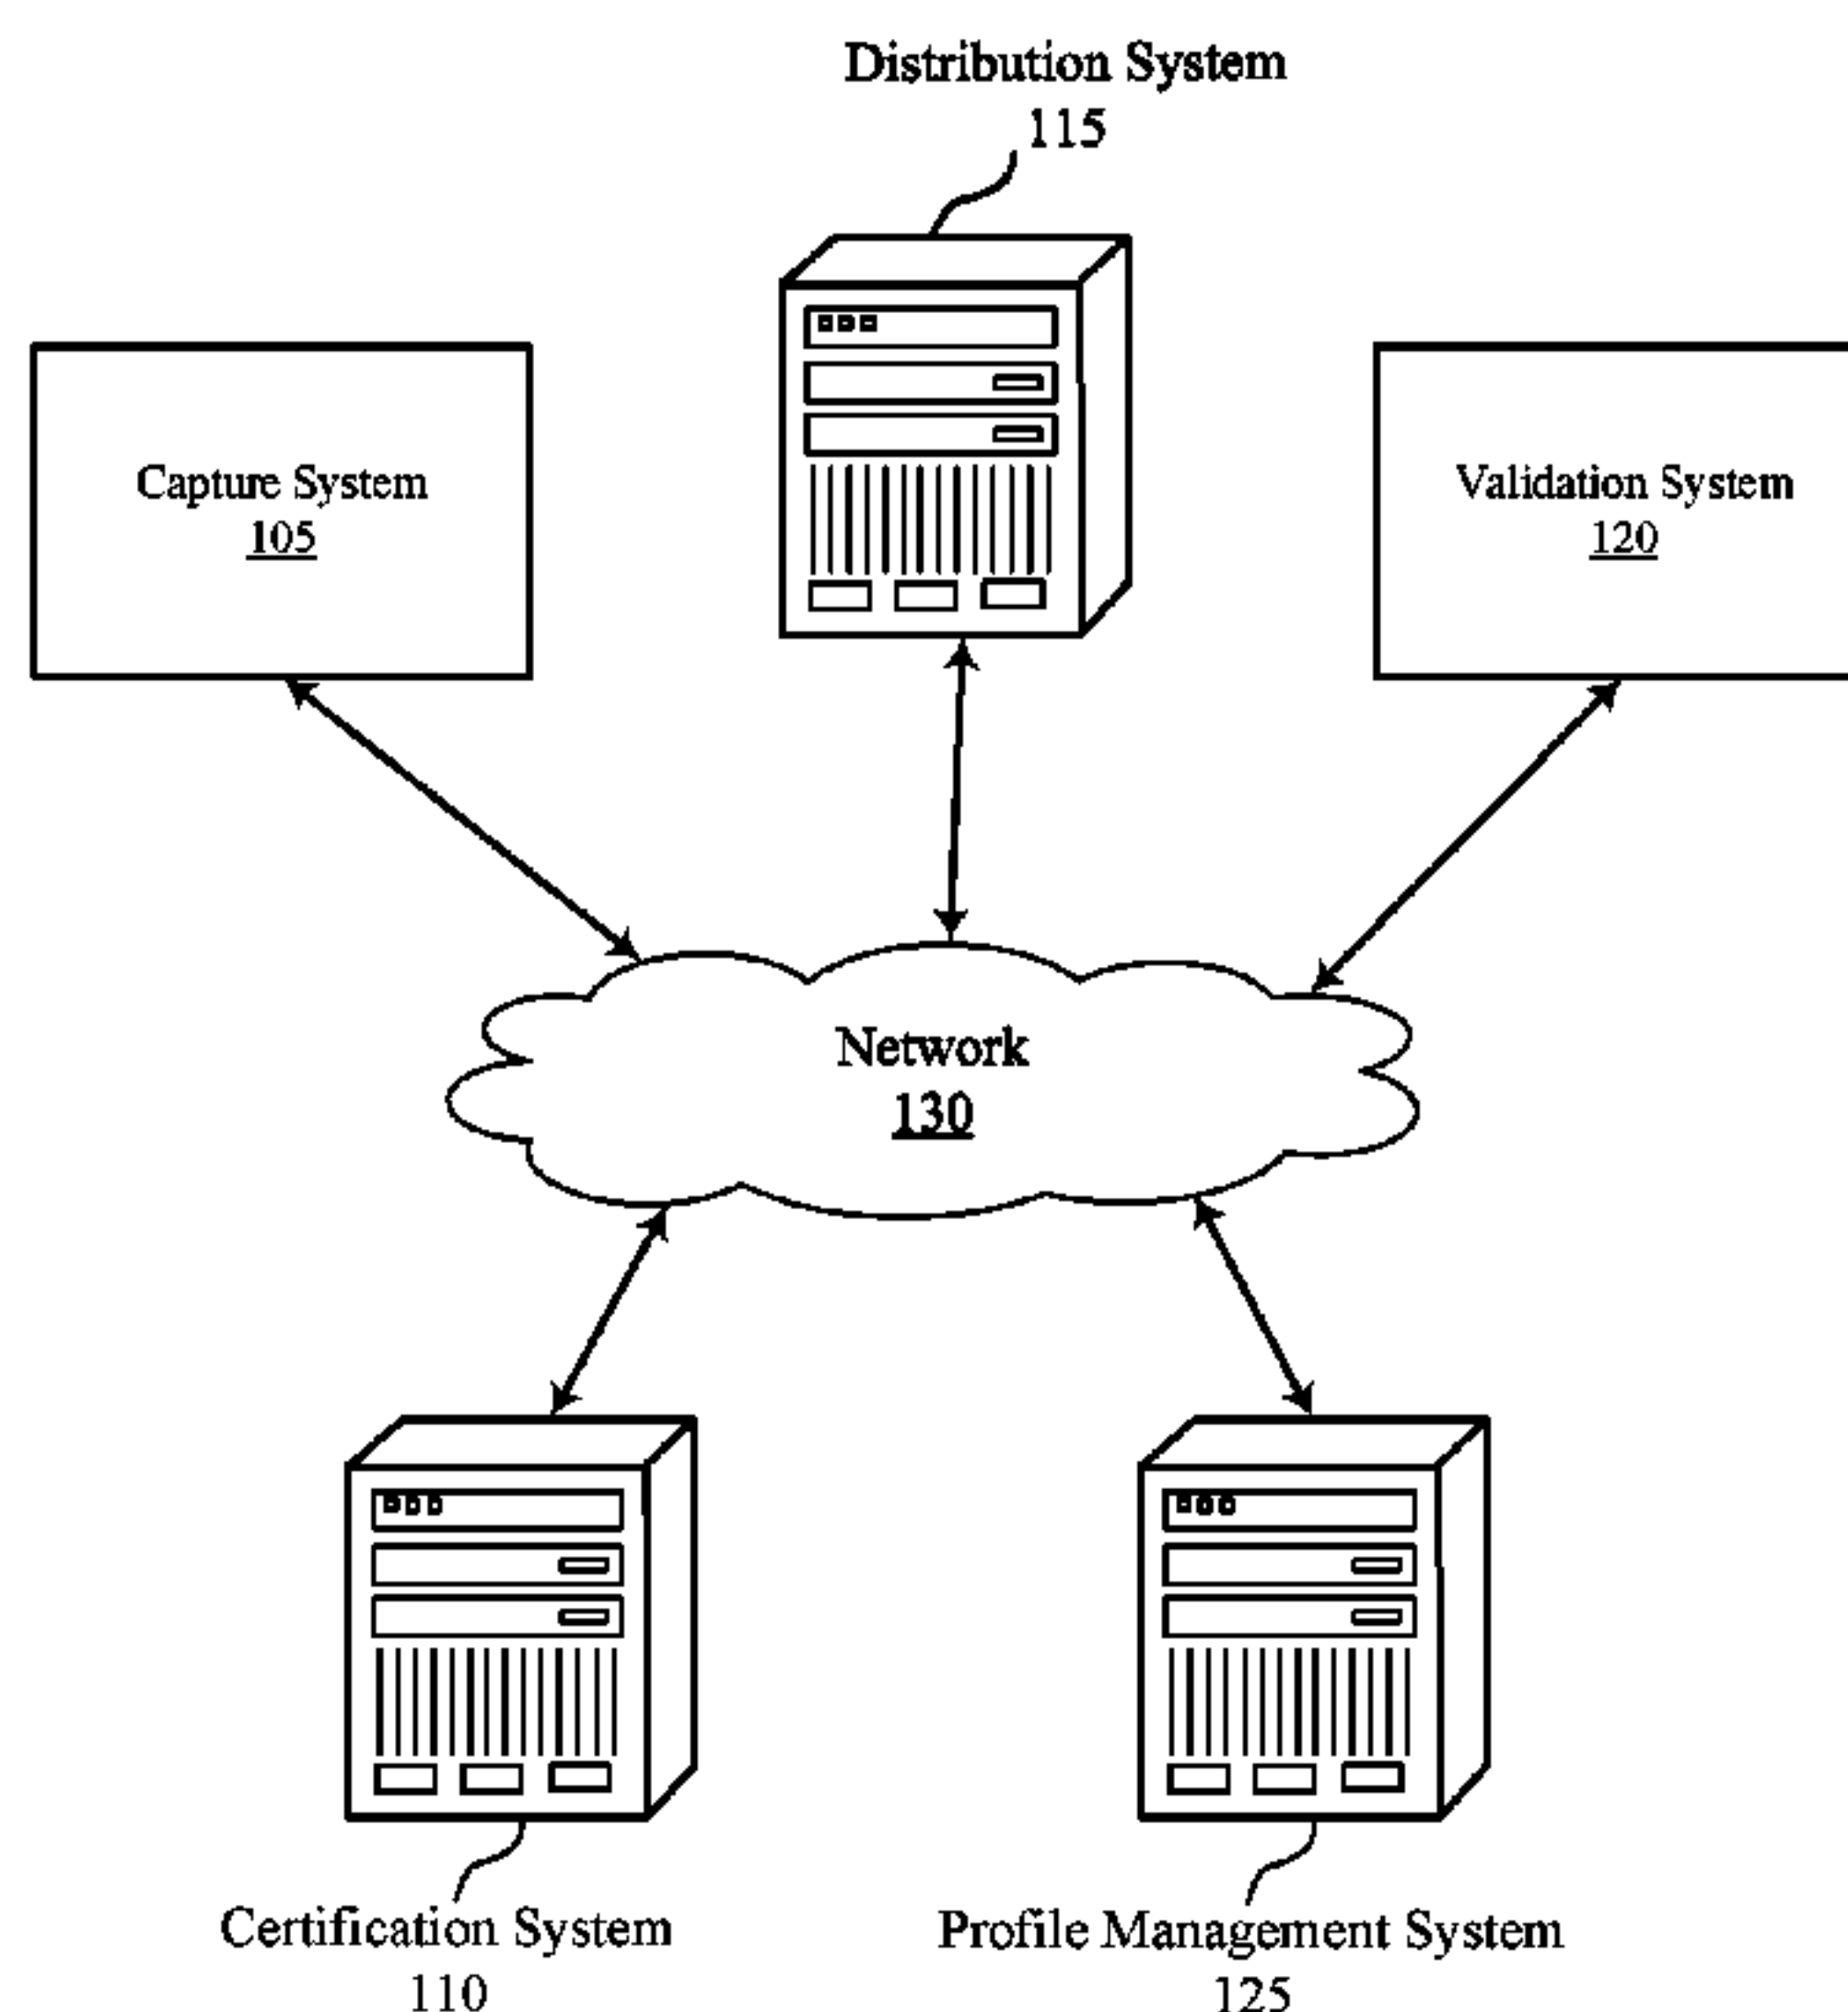 Distribution System
115
Capture System
105
Validation System
120
Network
130
Certification System
110
Profile Management System
125